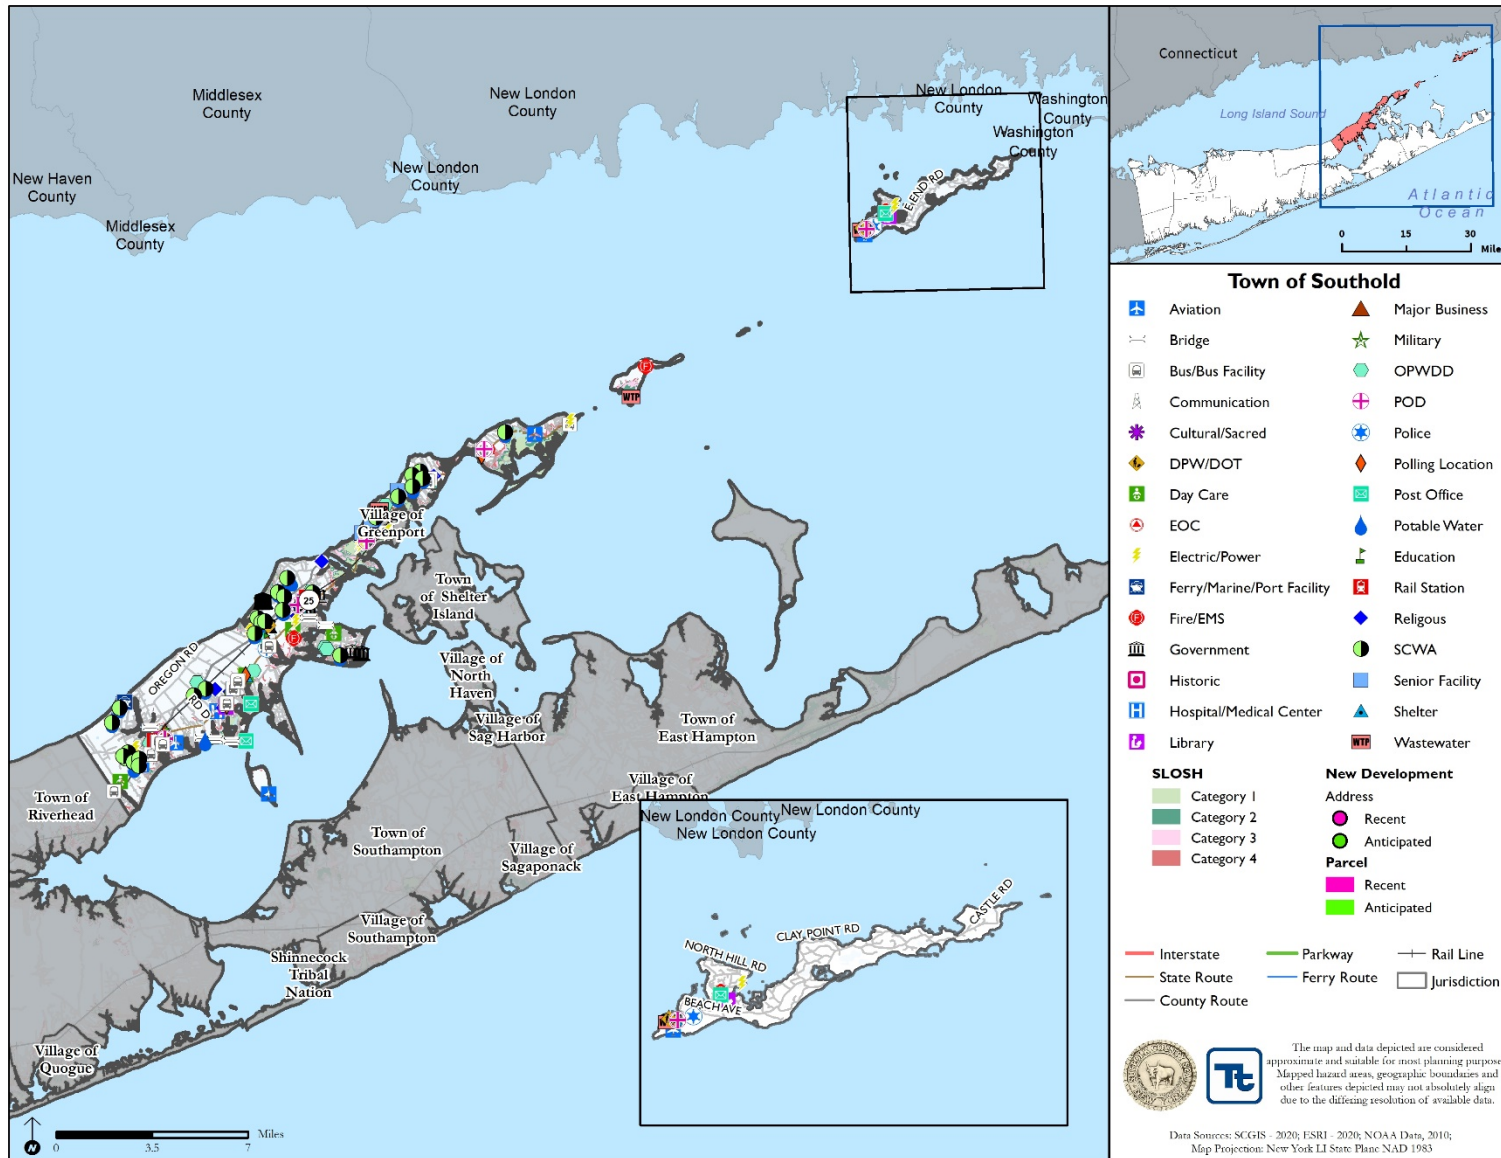 Middlesex
County
New London
County
New London
County
Washington
County
Washington
County
New Haven
County
New London
County
Middlesex
County
E END RD
Village of
Greenport
Town
of Shelter
Island
25
OREGON RD
RD D
Village of
North
Haven
Village of
Sag Harbor
Town of
East Hampton
Town of
Riverhead
Village of
East Hampton
Town of
Southampton
Village of
Sagaponack
Village of
Southampton
Shinnecock
Tribal
Nation
Village of
Quogue
WTP
F
F
N
0 3.5 7
Miles
New London County
New London County
New London County
CASTLE RD
CLAY POINT RD
NORTH HILL RD
BEACH AVE
Connecticut
Long Island Sound
Atlantic
Ocean
0 15 30
Mile
Town of Southold
Aviation
Major Business
Bridge
Military
Bus/Bus Facility
OPWDD
Communication
POD
Cultural/Sacred
Police
DPW/DOT
Polling Location
Day Care
Post Office
EOC
Potable Water
Electric/Power
Education
Ferry/Marine/Port Facility
Rail Station
F Fire/EMS
Religous
Government
SCWA
Historic
Senior Facility
H Hospital/Medical Center
Shelter
Library
WTP Wastewater
SLOSH
Category 1
Category 2
Category 3
Category 4
New Development
Address
Recent
Anticipated
Parcel
Recent
Anticipated
Interstate
Parkway
Rail Line
State Route
Ferry Route
Jurisdiction
County Route
Tt
The map and data depicted are considered
approximate and suitable for most planning purpose
Mapped hazard areas, geographic boundaries and
other features depicted may not absolutely align
due to the differing resolution of available data.
Data Sources: SCGIS - 2020; ESRI - 2020; NOAA Data, 2010;
Map Projection: New York LI State Plane NAD 1983